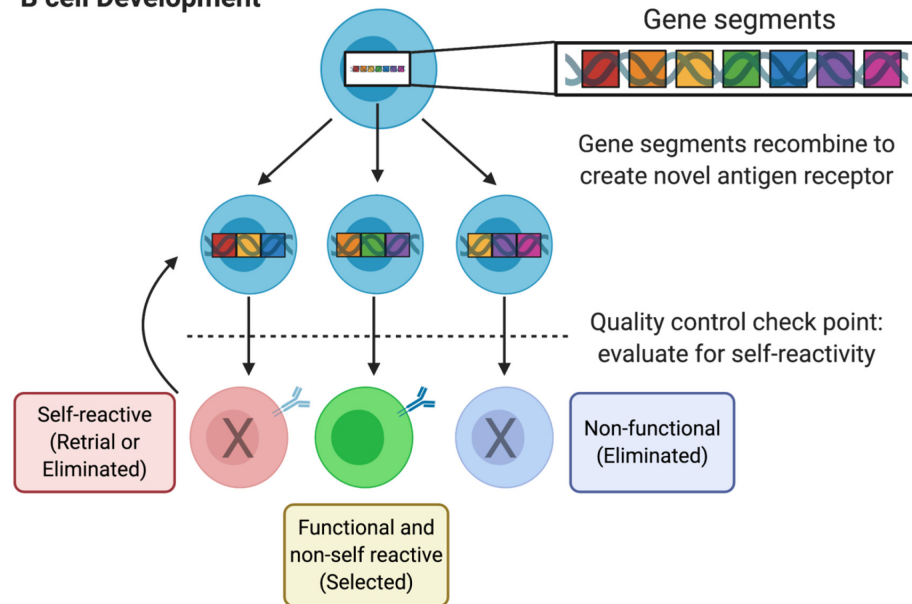 B cell Development
Gene segments
Gene segments recombine to
create novel antigen receptor
Quality control check point:
evaluate for self-reactivity
Self-reactive
(Retrial or
Eliminated)
X
X
Non-functional
(Eliminated)
Functional and
non-self reactive
(Selected)